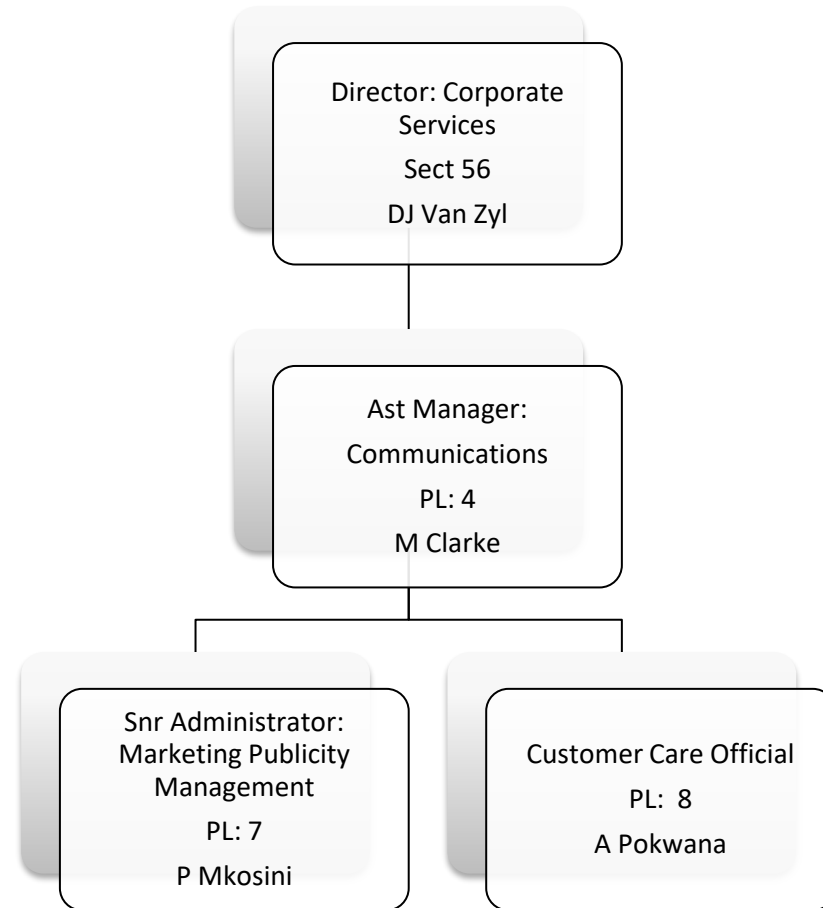 Director: Corporate
Services
Sect 56
DJ Van Zyl
Ast Manager:
Communications
PL: 4
M Clarke
Snr Administrator:
Marketing Publicity
Management
PL: 7
P Mkosini
Customer Care Official
PL: 8
A Pokwana